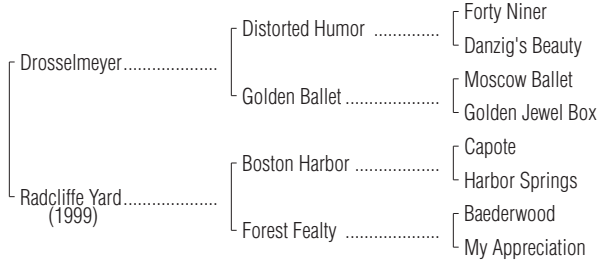 Forty Niner
Distorted Humor ..............
Danzig's Beauty
Drosselmeyer....................
Moscow Ballet
Golden Ballet ....................
Golden Jewel Box
Capote
Boston Harbor ..................
Harbor Springs
Radcliffe Yard....................
(1999)
Baederwood
Forest Fealty ....................
My Appreciation